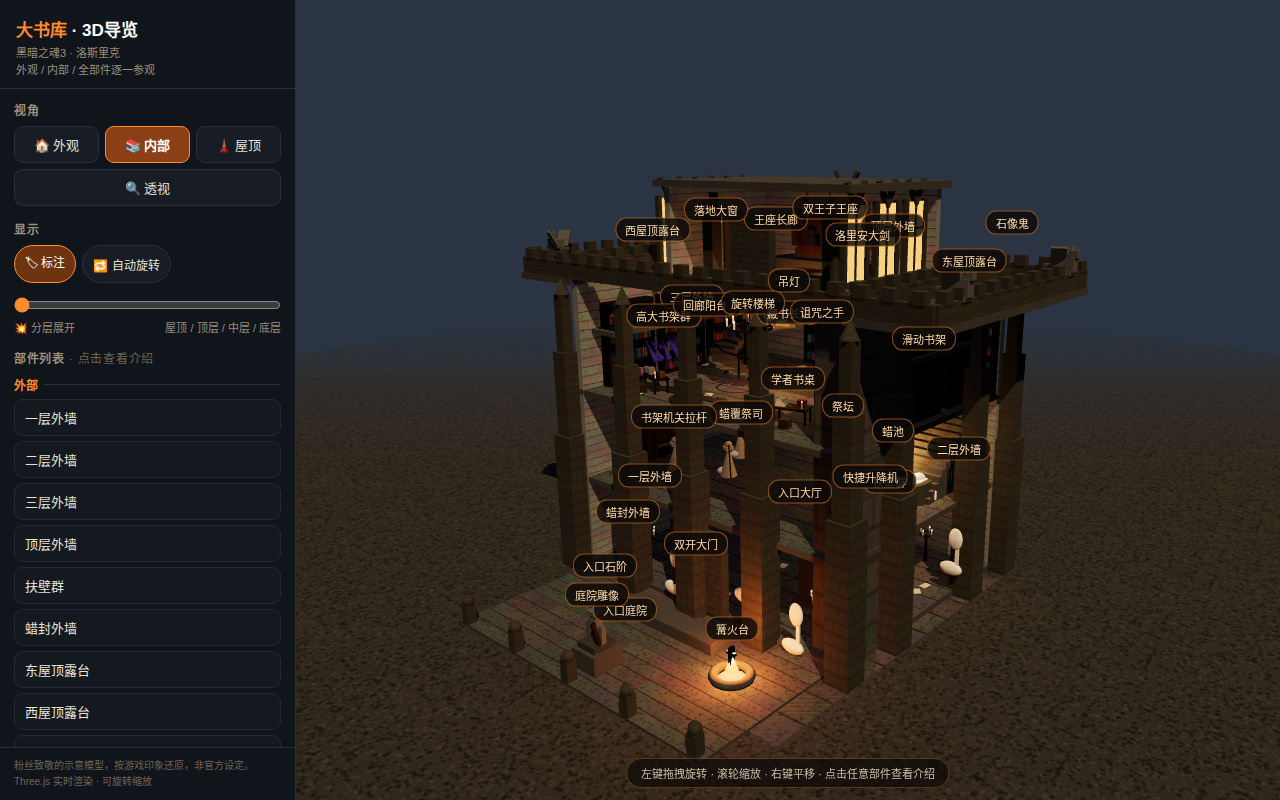 大书库 · 3D导览
黑暗之魂3 · 洛斯里克
外观 / 内部 / 全部件逐一参观
视角
外观
内部
屋顶
透视
显示
标注
自动旋转
分层展开
屋顶 / 顶层 / 中层 / 底层
部件列表 · 点击查看介绍
外部
一层外墙
二层外墙
三层外墙
顶层外墙
扶壁群
蜡封外墙
东屋顶露台
西屋顶露台
粉丝致敬的示意模型，按游戏印象还原，非官方设定。
Three.js 实时渲染 · 可旋转缩放
落地大窗
王座长廊
双王子王座
石像鬼
西屋顶露台
外墙
洛里安大剑
东屋顶露台
吊灯
回廊阳台
旋转楼梯
高大书架群
诅咒之手
滑动书架
学者书桌
祭坛
书架机关拉杆
蜡覆祭司
蜡池
二层外墙
一层外墙
快捷升降机
入口大厅
蜡封外墙
双开大门
入口石阶
庭院雕像
入口庭院
篝火台
左键拖拽旋转 · 滚轮缩放 · 右键平移 · 点击任意部件查看介绍